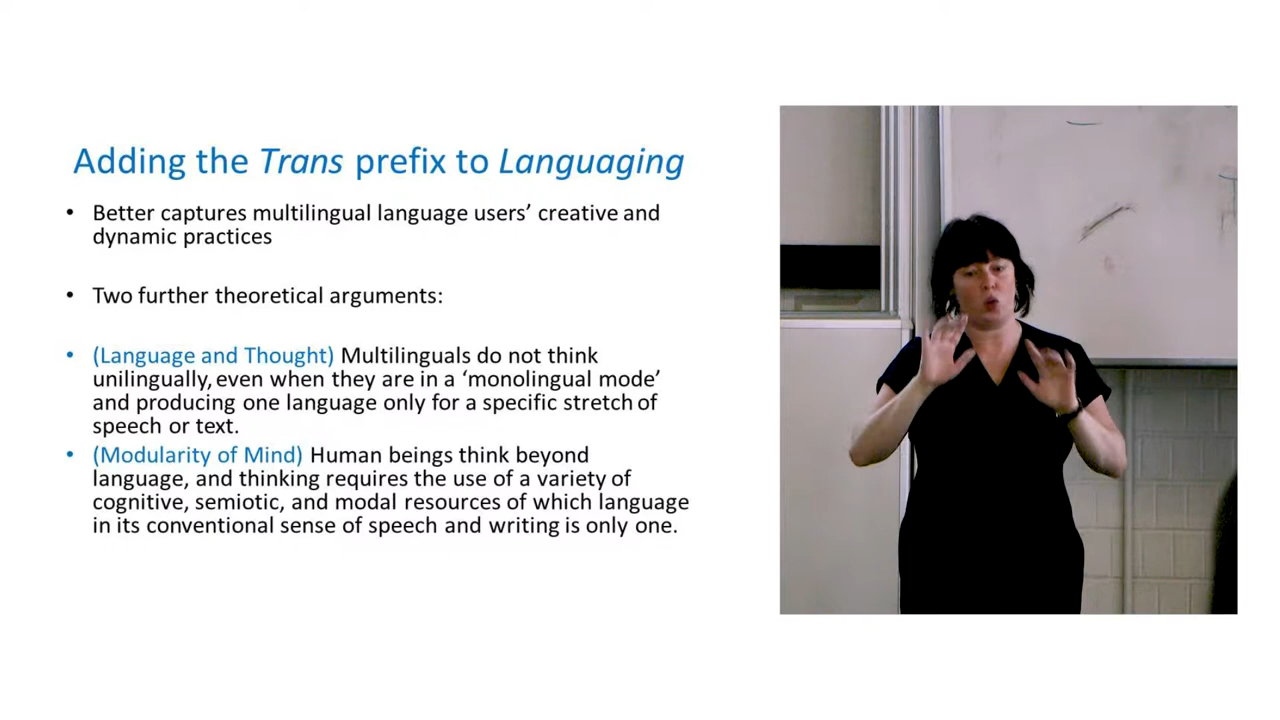 Adding the Trans prefix to Languaging
• Better captures multilingual language users’ creative and
dynamic practices
• Two further theoretical arguments:
• (Language and Thought) Multilinguals do not think
unilingually, even when they are in a ‘monolingual mode’
and producing one language only for a specific stretch of
speech or text.
• (Modularity of Mind) Human beings think beyond
language, and thinking requires the use of a variety of
cognitive, semiotic, and modal resources of which language
in its conventional sense of speech and writing is only one.